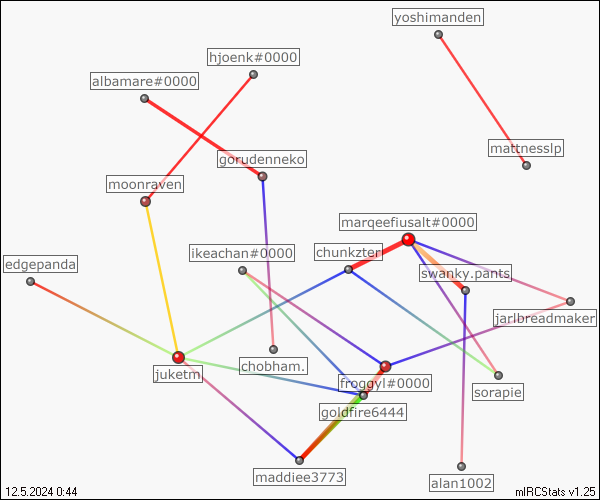 yoshimanden
hjoenk#0000
albamare#0000
mattnesslp
gorudenneko
moonraven
marqeefiusalt#0000
ikeachan#0000
chunkzter
edgepanda
swanky.pants
jarlbreadmaker
chobham.
juketm
froggyl#0000
sorapie
goldfire6444
maddiee3773
alan1002
12.5.2024 0:44
mIRCStats v1.25